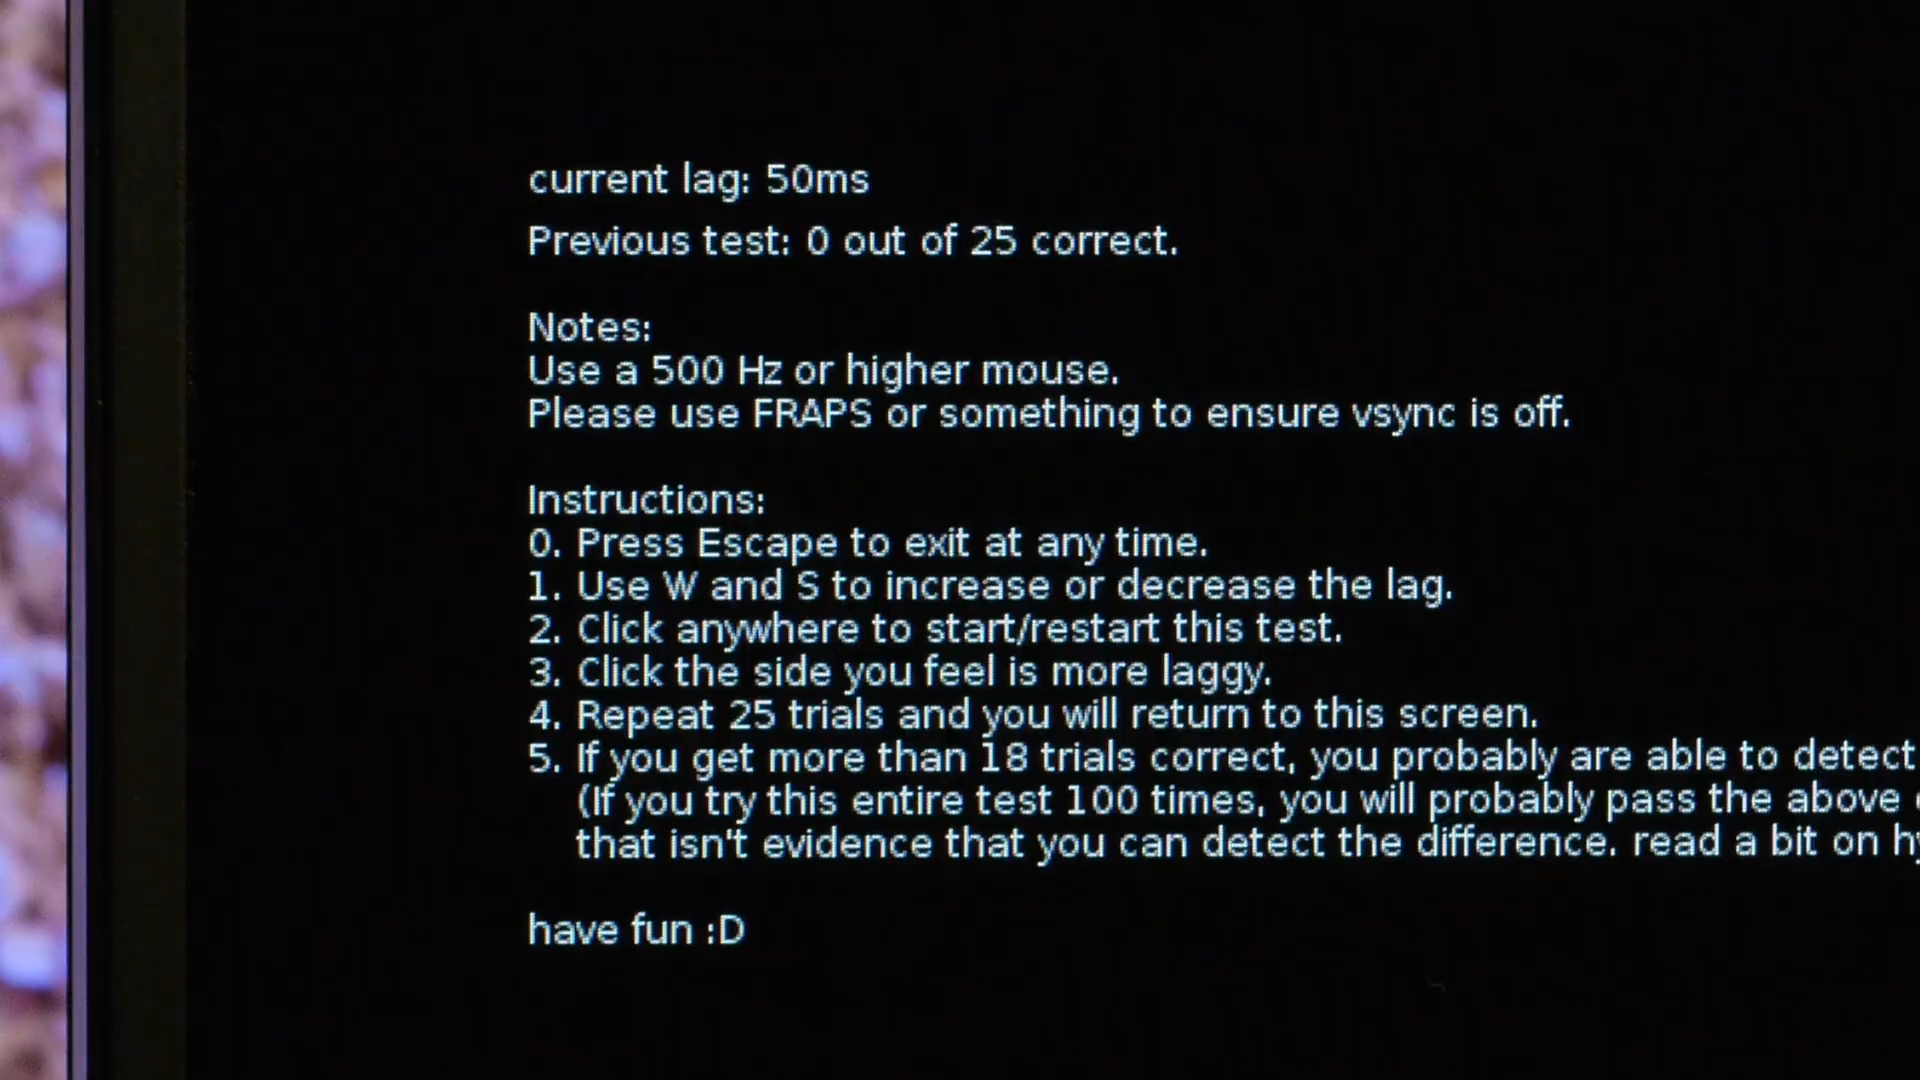 current lag: 50ms
Previous test: 0 out of 25 correct.
Notes:
Use a 500 Hz or higher mouse.
Please use FRAPS or something to ensure vsync is off.
Instructions:
0. Press Escape to exit at any time.
1. Use W and S to increase or decrease the lag.
2. Click anywhere to start/restart this test.
3. Click the side you feel is more laggy.
4. Repeat 25 trials and you will return to this screen.
5. If you get more than 18 trials correct, you probably are able to detect
(If you try this entire test 100 times, you will probably pass the above
that isn't evidence that you can detect the difference. read a bit on
have fun :D